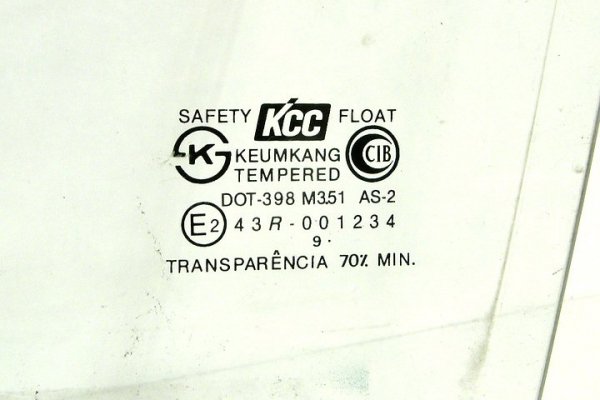 SAFETY KCC FLOAT
K KEUMKANG CIB
TEMPERED
DOT-398 M3.51 AS-2
E2 43R-001234
9.
TRANSPARÊNCIA 70% MIN.